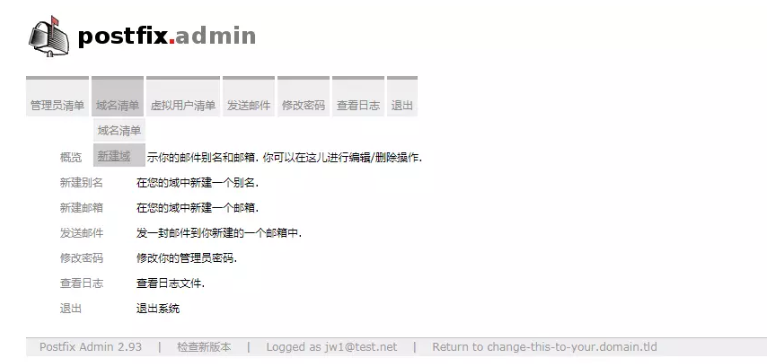 postfix.admin
管理员清单 域名清单 虚拟用户清单 发送邮件 修改密码 查看日志 退出
域名清单
新建域
概览 示你的邮件别名和邮箱. 你可以在这儿进行编辑/删除操作.
新建别名 在您的域中新建一个别名.
新建邮箱 在您的域中新建一个邮箱.
发送邮件 发一封邮件到你新建的一个邮箱中.
修改密码 修改你的管理员密码.
查看日志 查看日志文件.
退出 退出系统
Postfix Admin 2.93 | 检查新版本 | Logged as jw1@test.net | Return to change-this-to-your.domain.tld